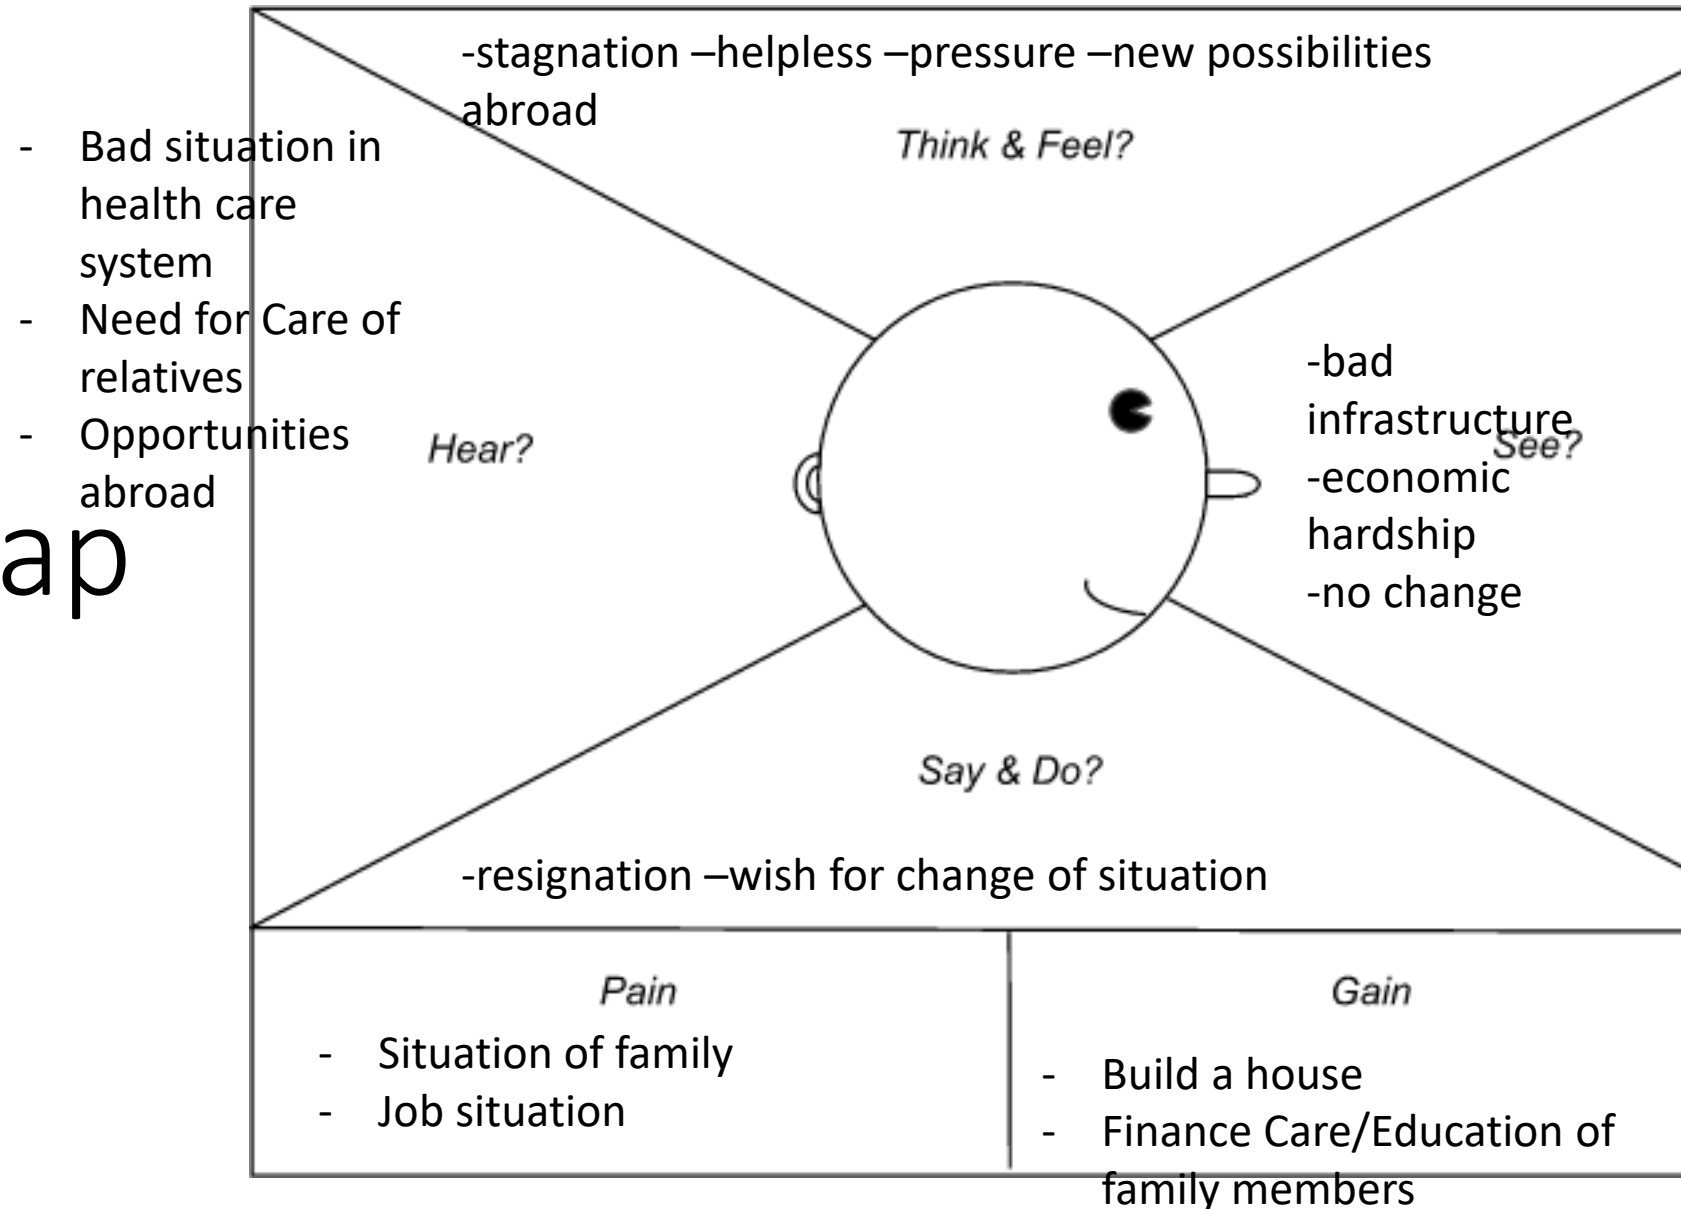 -stagnation –helpless –pressure –new possibilities
abroad
Think & Feel?
- Bad situation in
health care
system
- Need for Care of
relatives
- Opportunities
abroad
Hear?
ap
-bad
infrastructure
See?
-economic
hardship
-no change
Say & Do?
-resignation –wish for change of situation
Pain
- Situation of family
- Job situation
Gain
- Build a house
- Finance Care/Education of
family members